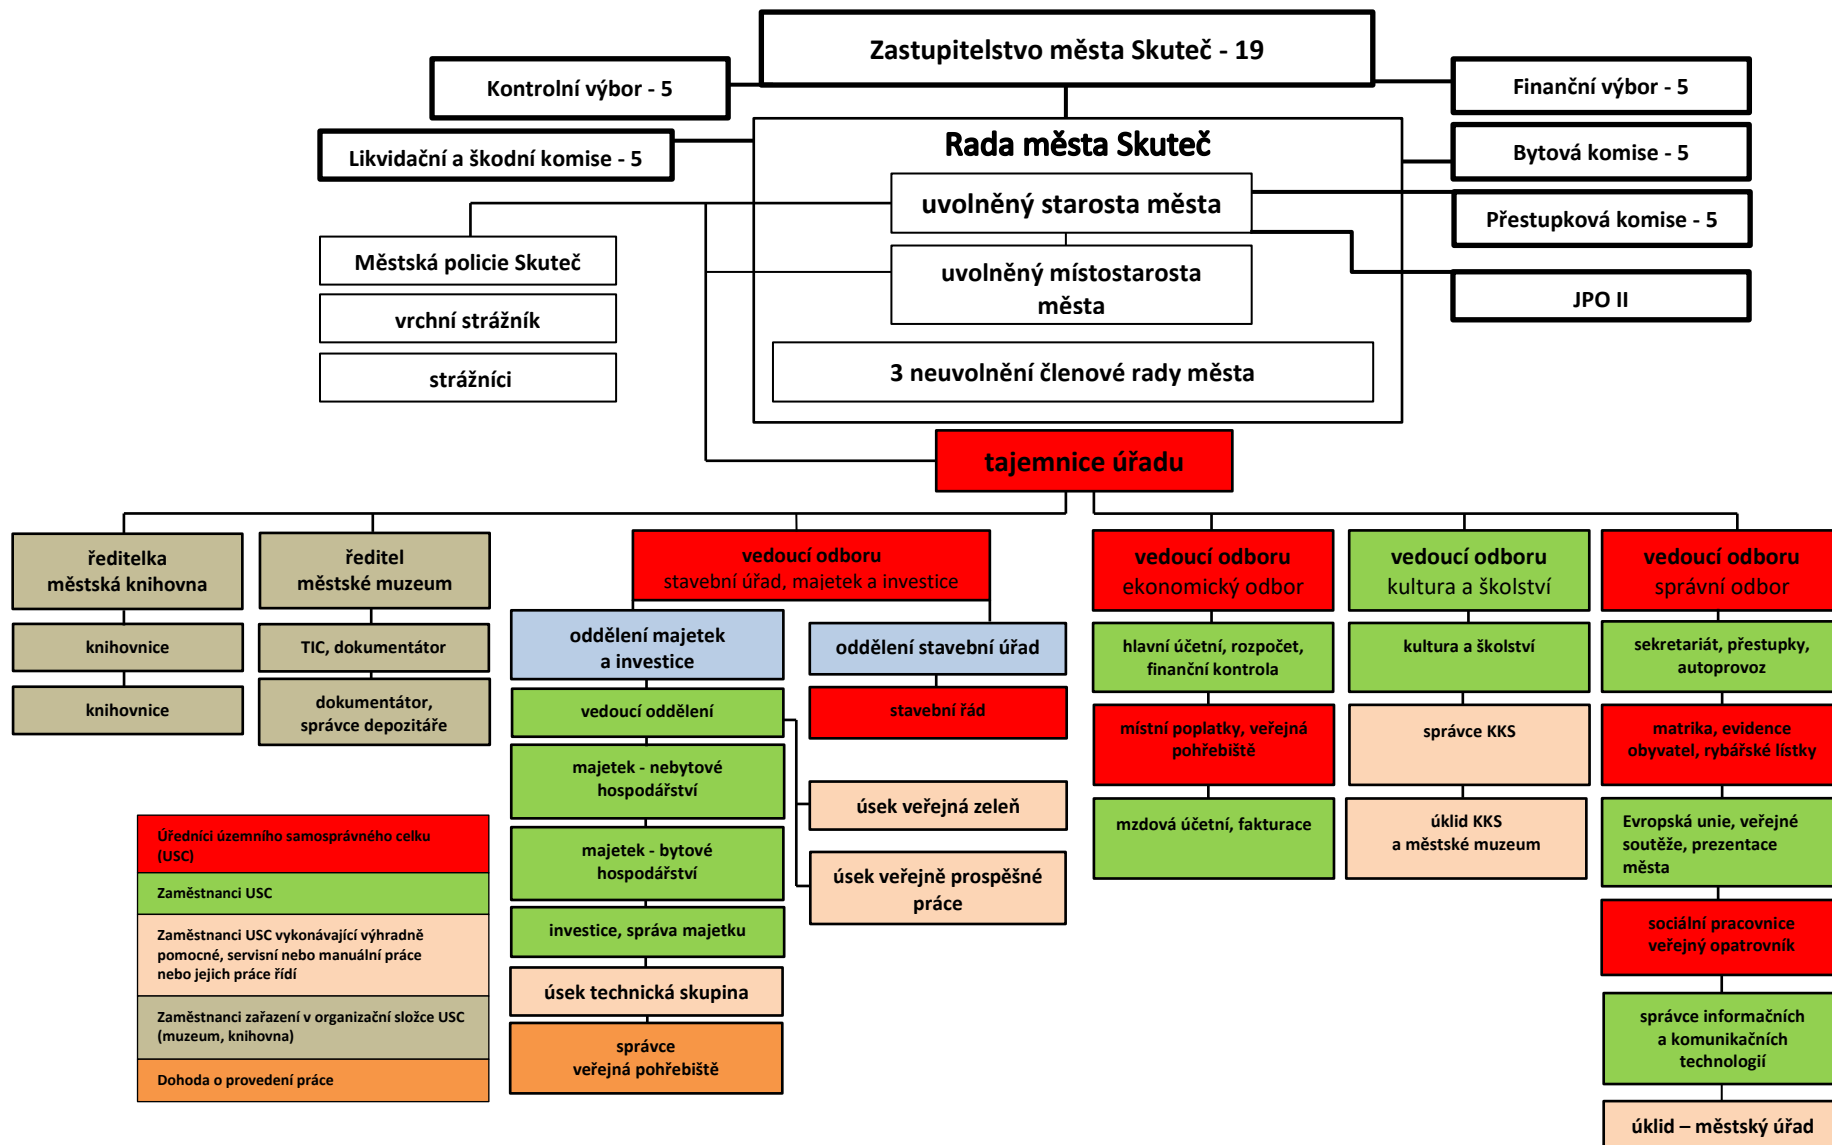 Zastupitelstvo města Skuteč - 19
Kontrolní výbor - 5
Finanční výbor - 5
Likvidační a škodní komise - 5
Rada města Skuteč
Bytová komise - 5
uvolněný starosta města
Přestupková komise - 5
Městská policie Skuteč
uvolněný místostarosta
města
JPO II
vrchní strážník
strážníci
3 neuvolnění členové rady města
tajemnice úřadu
ředitelka
městská knihovna
knihovnice
knihovnice
ředitel
městské muzeum
TIC, dokumentátor
dokumentátor,
správce depozitáře
vedoucí odboru
stavební úřad, majetek a investice
oddělení majetek
a investice
vedoucí oddělení
majetek - nebytové
hospodářství
majetek - bytové
hospodářství
investice, správa majetku
úsek technická skupina
správce
veřejná pohřebiště
oddělení stavební úřad
stavební řád
úsek veřejná zeleň
úsek veřejně prospěšné
práce
vedoucí odboru
ekonomický odbor
hlavní účetní, rozpočet,
finanční kontrola
místní poplatky, veřejná
pohřebiště
mzdová účetní, fakturace
vedoucí odboru
kultura a školství
kultura a školství
správce KKS
úklid KKS
a městské muzeum
vedoucí odboru
správní odbor
sekretariát, přestupky,
autoprovoz
matrika, evidence
obyvatel, rybářské lístky
Evropská unie, veřejné
soutěže, prezentace
města
sociální pracovnice
veřejný opatrovník
správce informačních
a komunikačních
technologií
úklid – městský úřad
Úředníci územního samosprávného celku
(USC)
Zaměstnanci USC
Zaměstnanci USC vykonávající výhradně
pomocné, servisní nebo manuální práce
nebo jejich práce řídí
Zaměstnanci zařazení v organizační složce USC
(muzeum, knihovna)
Dohoda o provedení práce